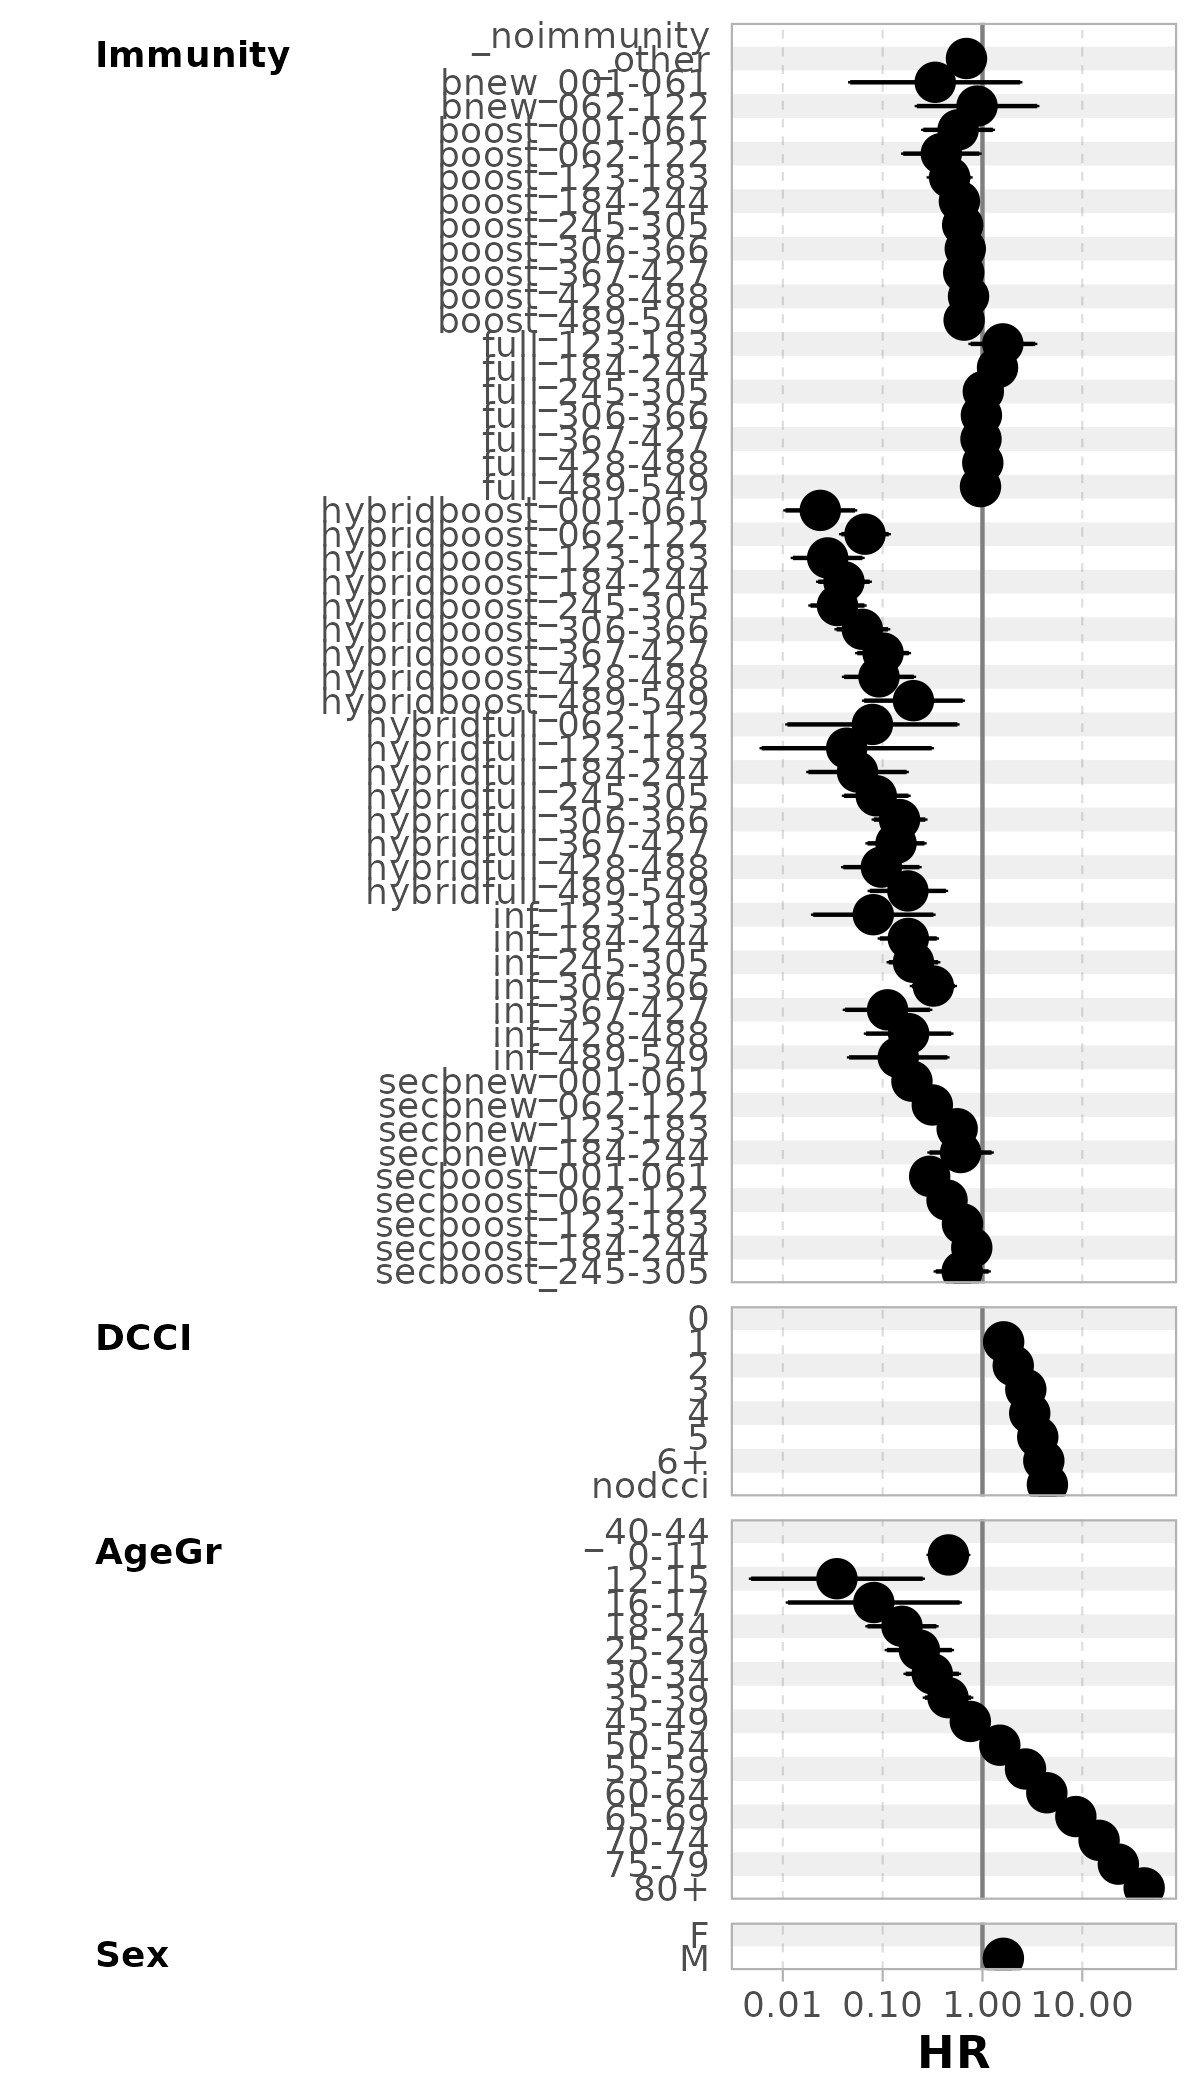 Immunity
_noimmunity
_other
bnew_001-061
bnew_062-122
boost_001-061
boost_062-122
boost_123-183
boost_184-244
boost_245-305
boost_306-366
boost_367-427
boost_428-488
boost_489-549
full_123-183
full_184-244
full_245-305
full_306-366
full_367-427
full_428-488
full_489-549
hybridboost_001-061
hybridboost_062-122
hybridboost_123-183
hybridboost_184-244
hybridboost_245-305
hybridboost_306-366
hybridboost_367-427
hybridboost_428-488
hybridboost_489-549
hybridfull_062-122
hybridfull_123-183
hybridfull_184-244
hybridfull_245-305
hybridfull_306-366
hybridfull_367-427
hybridfull_428-488
hybridfull_489-549
inf_123-183
inf_184-244
inf_245-305
inf_306-366
inf_367-427
inf_428-488
inf_489-549
secbnew_001-061
secbnew_062-122
secbnew_123-183
secbnew_184-244
secboost_001-061
secboost_062-122
secboost_123-183
secboost_184-244
secboost_245-305
DCCI
0
1
2
3
4
5
6+
nodcci
AgeGr
_40-44
0-11
12-15
16-17
18-24
25-29
30-34
35-39
45-49
50-54
55-59
60-64
65-69
70-74
75-79
80+
Sex
F
M
0.01 0.10 1.00 10.00
HR